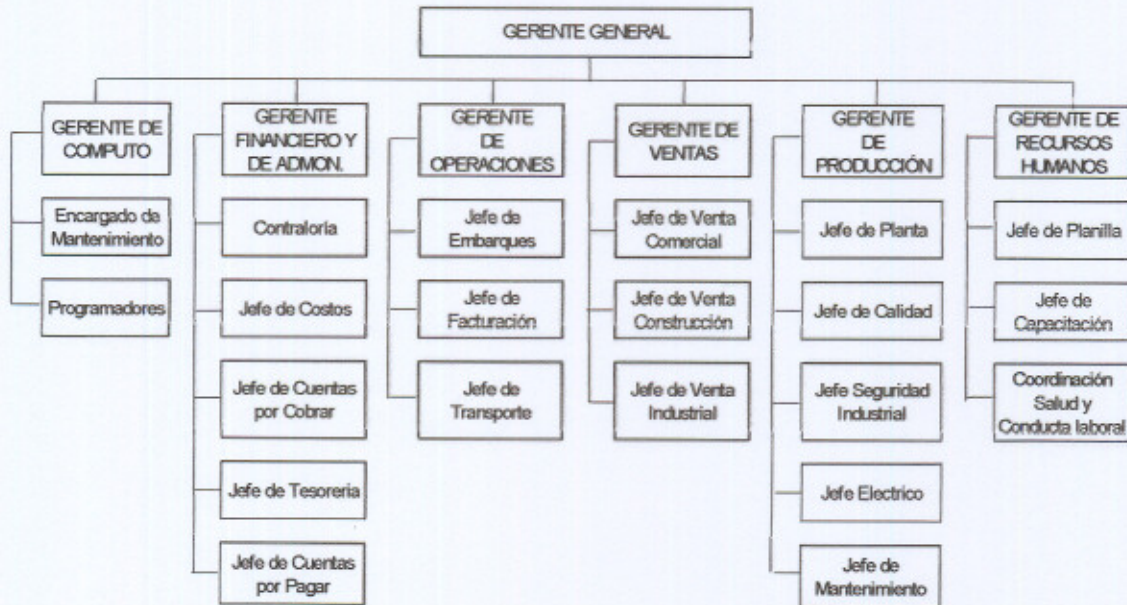 GERENTE GENERAL
GERENTE DE
COMPUTO
Encargado de
Mantenimiento
Programadores
GERENTE
FINANCIERO Y
DE ADMON.
Contraloría
Jefe de Costos
Jefe de Cuentas
por Cobrar
Jefe de Tesoreria
Jefe de Cuentas
por Pagar
GERENTE
DE
OPERACIONES
Jefe de
Embarques
Jefe de
Facturación
Jefe de
Transporte
GERENTE DE
VENTAS
Jefe de Venta
Comercial
Jefe de Venta
Construcción
Jefe de Venta
Industrial
GERENTE
DE
PRODUCCIÓN
Jefe de Planta
Jefe de Calidad
Jefe Seguridad
Industrial
Jefe Electrico
Jefe de
Mantenimiento
GERENTE DE
RECURSOS
HUMANOS
Jefe de Planilla
Jefe de
Capacitación
Coordinación
Salud y
Conducta laboral